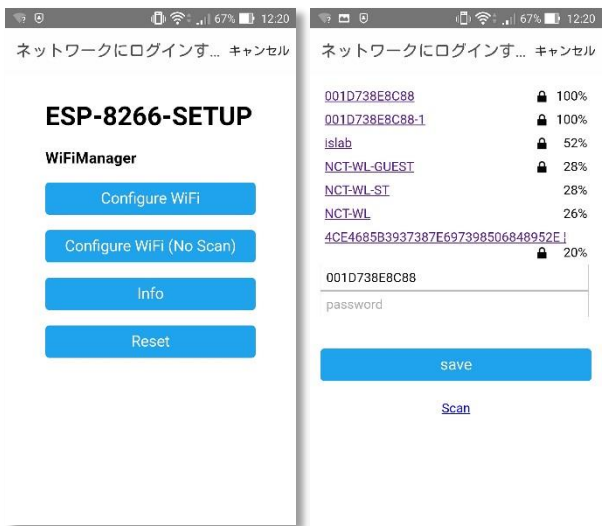 67% 12:20
ネットワークにログインす... キャンセル
ESP-8266-SETUP
WiFiManager
Configure WiFi
Configure WiFi (No Scan)
Info
Reset
67% 12:20
ネットワークにログインす... キャンセル
001D738E8C88 100%
001D738E8C88-1 100%
islab 52%
NCT-WL-GUEST 28%
NCT-WL-ST 28%
NCT-WL 26%
4CE4685B3937387E697398506848952E
20%
001D738E8C88
password
save
Scan